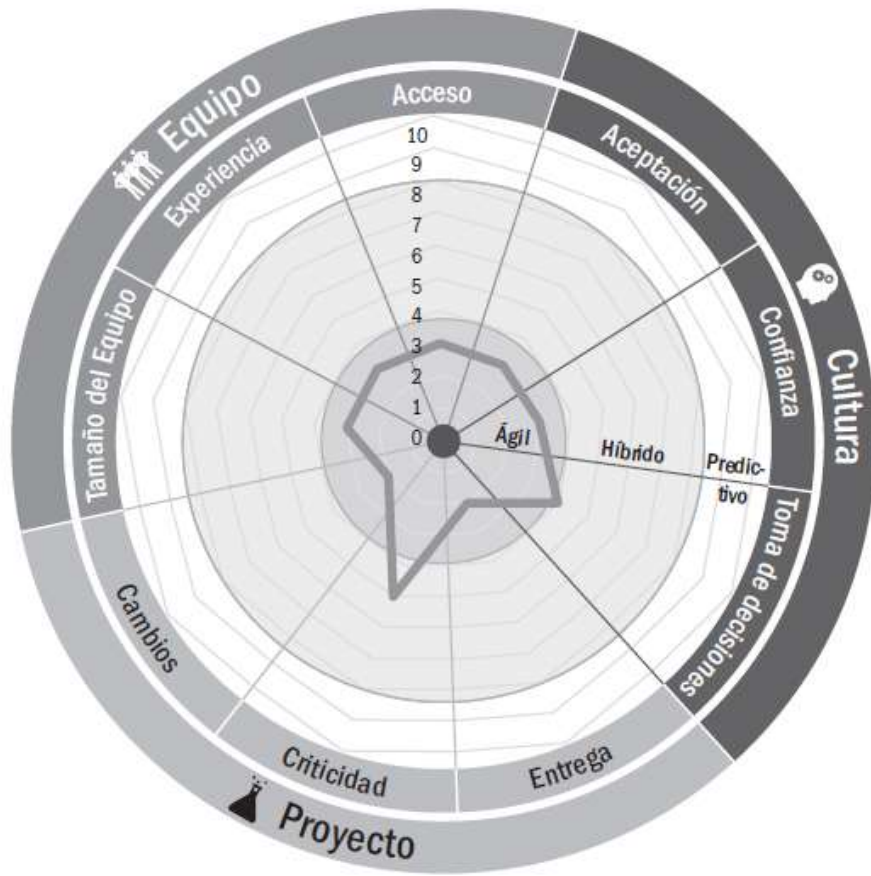 Equipo
Cultura
Proyecto
Acceso
Aceptación
Confianza
Toma de decisiones
Entrega
Criticidad
Cambios
Tamaño del Equipo
Experiencia
10
9
8
7
6
5
4
3
2
1
0
Ágil
Híbrido
Predic-
tivo